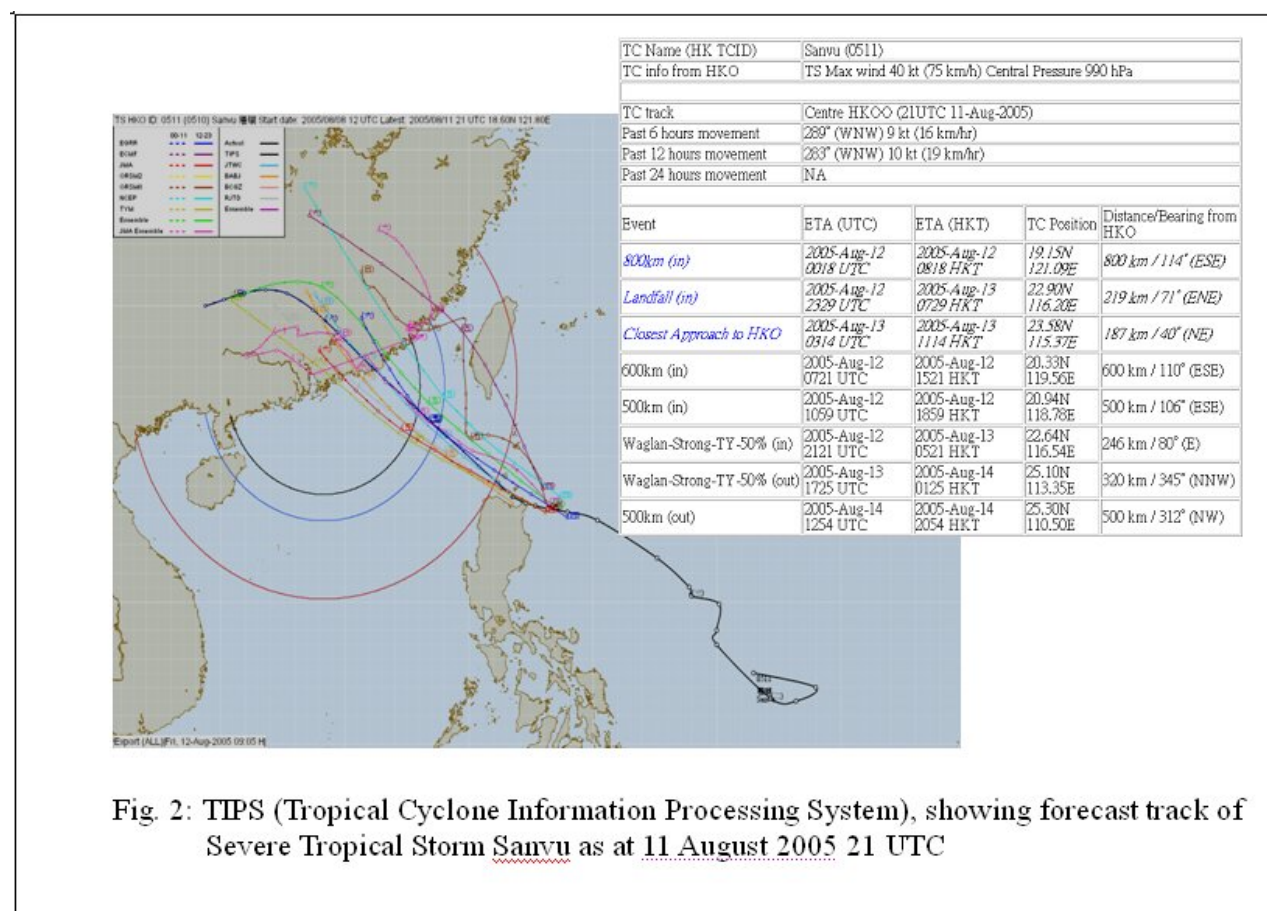 TC Name (HK TCID) Sanvu (0511)
TC info from HKO TS Max wind 40 kt (75 km/h) Central Pressure 990 hPa
TC track Centre HKOO (21UTC 11-Aug-2005)
Past 6 hours movement 289° (WNW) 9 kt (16 km/hr)
Past 12 hours movement 283° (WNW) 10 kt (19 km/hr)
Past 24 hours movement NA
Event ETA (UTC) ETA (HKT) TC Position Distance/Bearing from HKO
800km (in) 2005-Aug-12 0018 UTC 2005-Aug-12 0818 HKT 19.15N 121.09E 800 km / 114° (ESE)
Landfall (in) 2005-Aug-12 2329 UTC 2005-Aug-13 0729 HKT 22.90N 116.20E 219 km / 71° (ENE)
Closest Approach to HKO 2005-Aug-13 0314 UTC 2005-Aug-13 1114 HKT 23.58N 115.37E 187 km / 40° (NE)
600km (in) 2005-Aug-12 0721 UTC 2005-Aug-12 1521 HKT 20.33N 119.56E 600 km / 110° (ESE)
500km (in) 2005-Aug-12 1059 UTC 2005-Aug-12 1859 HKT 20.94N 118.78E 500 km / 106° (ESE)
Waglan-Strong-TY-50% (in) 2005-Aug-12 2121 UTC 2005-Aug-13 0521 HKT 22.64N 116.54E 246 km / 80° (E)
Waglan-Strong-TY-50% (out) 2005-Aug-13 1725 UTC 2005-Aug-14 0125 HKT 25.10N 113.35E 320 km / 345° (NNW)
500km (out) 2005-Aug-14 1254 UTC 2005-Aug-14 2054 HKT 25.30N 110.50E 500 km / 312° (NW)
TS HKO ID: 0511 (0510) Sanvu 珊瑚 Start date: 2005/08/08 12 UTC Latest: 2005/08/11 21 UTC 18.60N 121.80E
00-11 12-23
EGRR Actual
ECMF TIPS
JMA JTWC
ORSM2 BABJ
ORSM6 BCGZ
NCEP RJTD
TYM Ensemble
Ensemble
JMA Ensemble
Export (ALL)Fri, 12-Aug-2005 09:05 H
Fig. 2: TIPS (Tropical Cyclone Information Processing System), showing forecast track of
Severe Tropical Storm Sanvu as at 11 August 2005 21 UTC